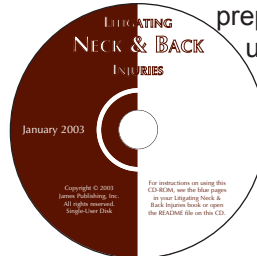 prep
u
LITIGATING
NECK & BACK
INJURIES
January 2003
Copyright © 2003
James Publishing, Inc.
All rights reserved.
Single-User Disk
For instructions on using this
CD-ROM, see the blue pages
in your Litigating Neck &
Back Injuries book or open
the README file on this CD.